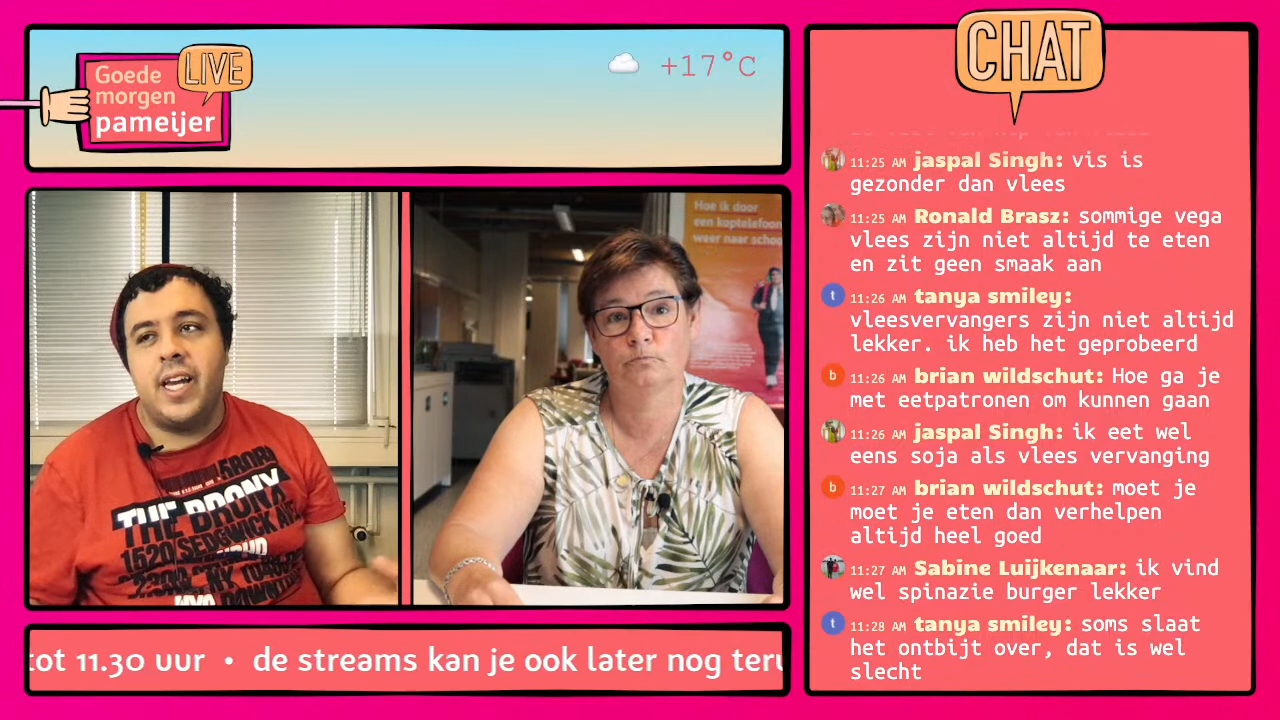 Goede
morgen
pameijer
LIVE
+17°C
Hoe ik door
een koptelefoon
weer naar school
THE BRONX
1520 SEDGWICK AVE
tot 11.30 uur • de streams kan je ook later nog teru
CHAT
11:25 AM jaspal Singh: vis is
gezonder dan vlees
11:25 AM Ronald Brasz: sommige vega
vlees zijn niet altijd te eten
en zit geen smaak aan
t 11:26 AM tanya smiley:
vleesvervangers zijn niet altijd
lekker. ik heb het geprobeerd
b 11:26 AM brian wildschut: Hoe ga je
met eetpatronen om kunnen gaan
11:26 AM jaspal Singh: ik eet wel
eens soja als vlees vervanging
b 11:27 AM brian wildschut: moet je
moet je eten dan verhelpen
altijd heel goed
11:27 AM Sabine Luijkenaar: ik vind
wel spinazie burger lekker
t 11:28 AM tanya smiley: soms slaat
het ontbijt over, dat is wel
slecht